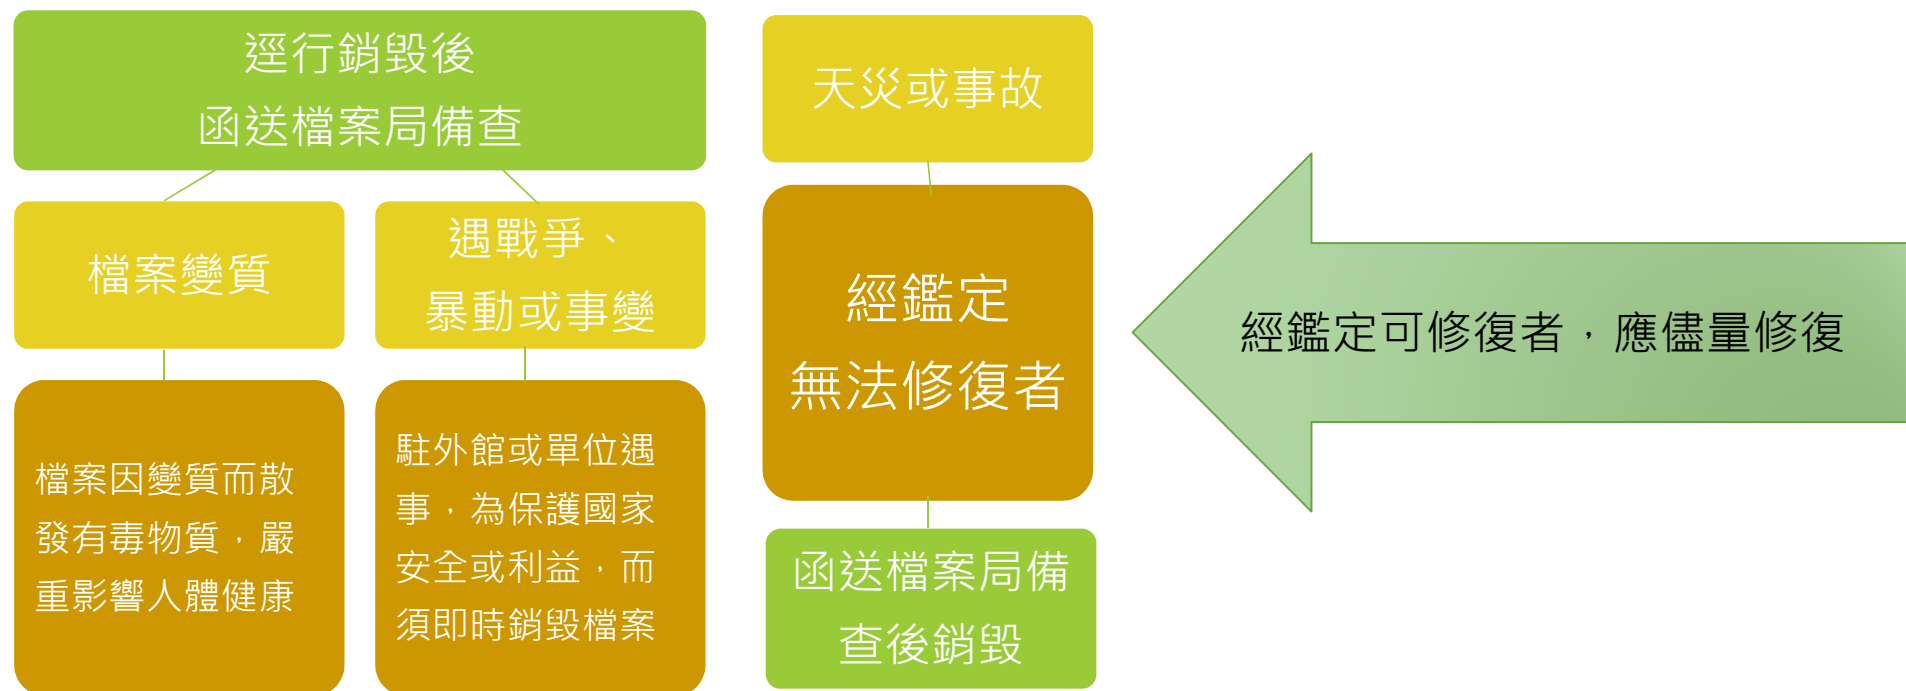 逕行銷毀後
函送檔案局備查
檔案變質
遇戰爭、
暴動或事變
檔案因變質而散
發有毒物質，嚴
重影響人體健康
駐外館或單位遇
事，為保護國家
安全或利益，而
須即時銷毀檔案
天災或事故
經鑑定
無法修復者
函送檔案局備
查後銷毀
經鑑定可修復者，應儘量修復